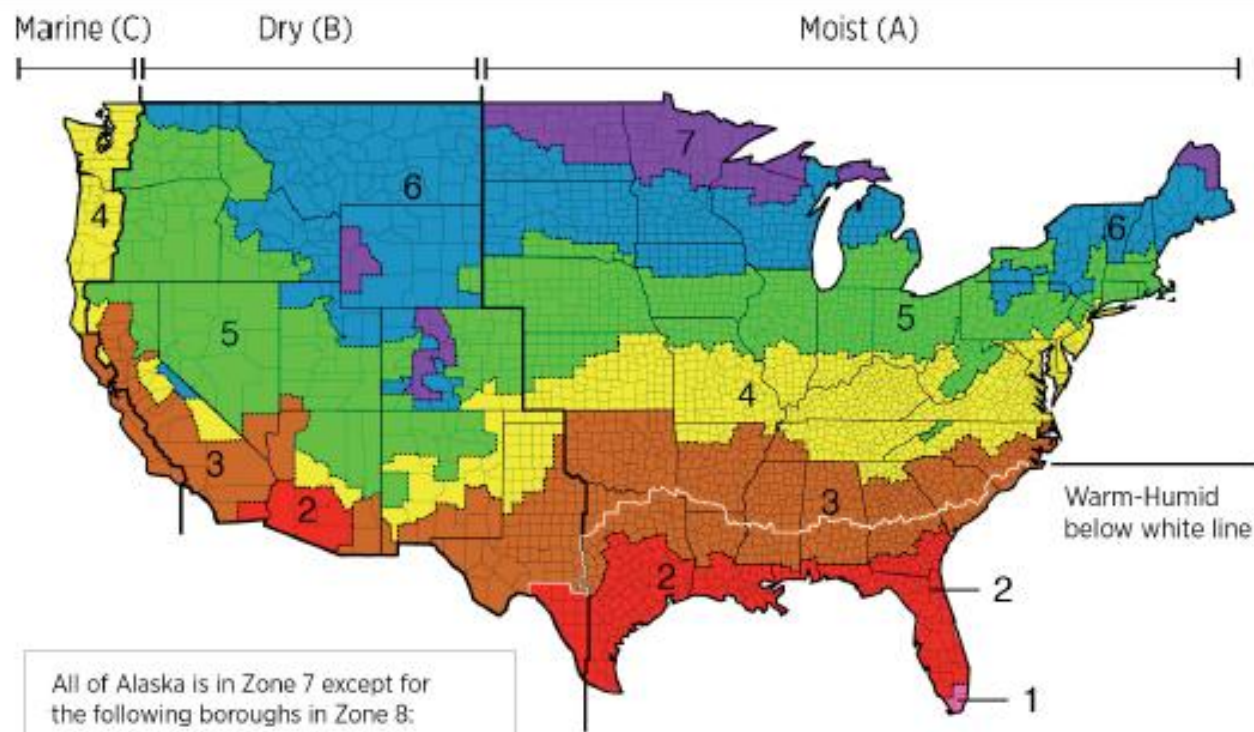 Marine (C) Dry (B) Moist (A)
7
6
4
6
5
5
4
3
3
2
Warm-Humid
below white line
2
2
1
All of Alaska is in Zone 7 except for
the following boroughs in Zone 8: